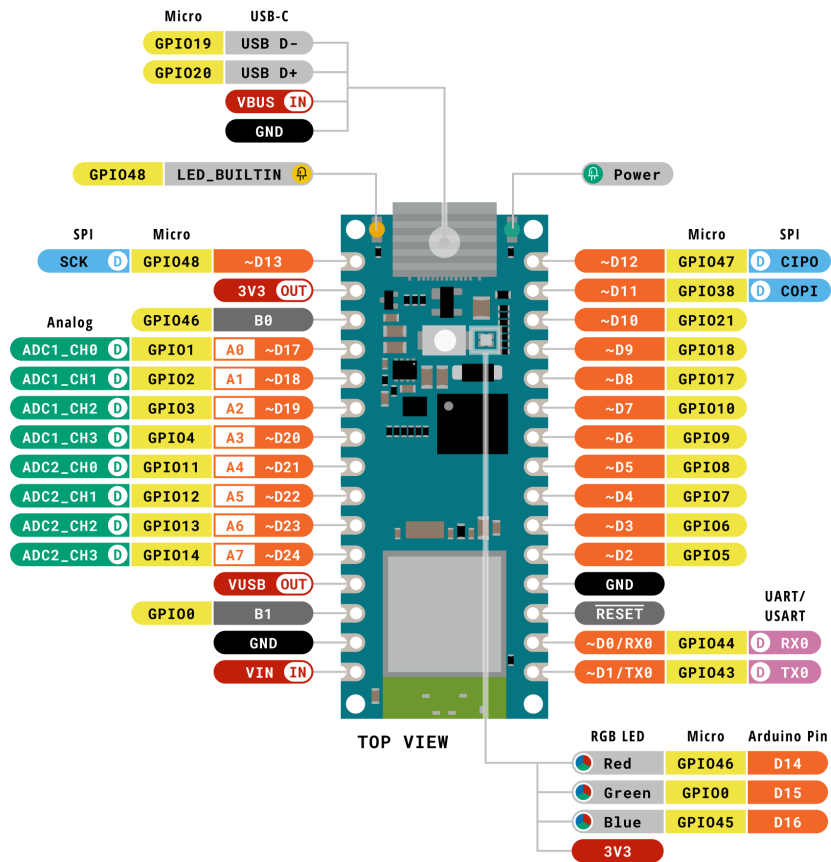 Micro USB-C
GPIO19 USB D-
GPIO20 USB D+
VBUS IN
GND
GPIO48 LED_BUILTIN
Power
SPI Micro
SCK D GPIO48 ~D13
3V3 OUT
GPIO46 B0
Analog
ADC1_CH0 D GPIO1 A0 ~D17
ADC1_CH1 D GPIO2 A1 ~D18
ADC1_CH2 D GPIO3 A2 ~D19
ADC1_CH3 D GPIO4 A3 ~D20
ADC2_CH0 D GPIO11 A4 ~D21
ADC2_CH1 D GPIO12 A5 ~D22
ADC2_CH2 D GPIO13 A6 ~D23
ADC2_CH3 D GPIO14 A7 ~D24
VUSB OUT
GPIO0 B1
GND
VIN IN
Micro SPI
~D12 GPIO47 D CIPO
~D11 GPIO38 D COPI
~D10 GPIO21
~D9 GPIO18
~D8 GPIO17
~D7 GPIO10
~D6 GPIO9
~D5 GPIO8
~D4 GPIO7
~D3 GPIO6
~D2 GPIO5
GND
RESET
UART/
USART
~D0/RX0 GPIO44 D RX0
~D1/TX0 GPIO43 D TX0
TOP VIEW
RGB LED Micro Arduino Pin
Red GPIO46 D14
Green GPIO0 D15
Blue GPIO45 D16
3V3